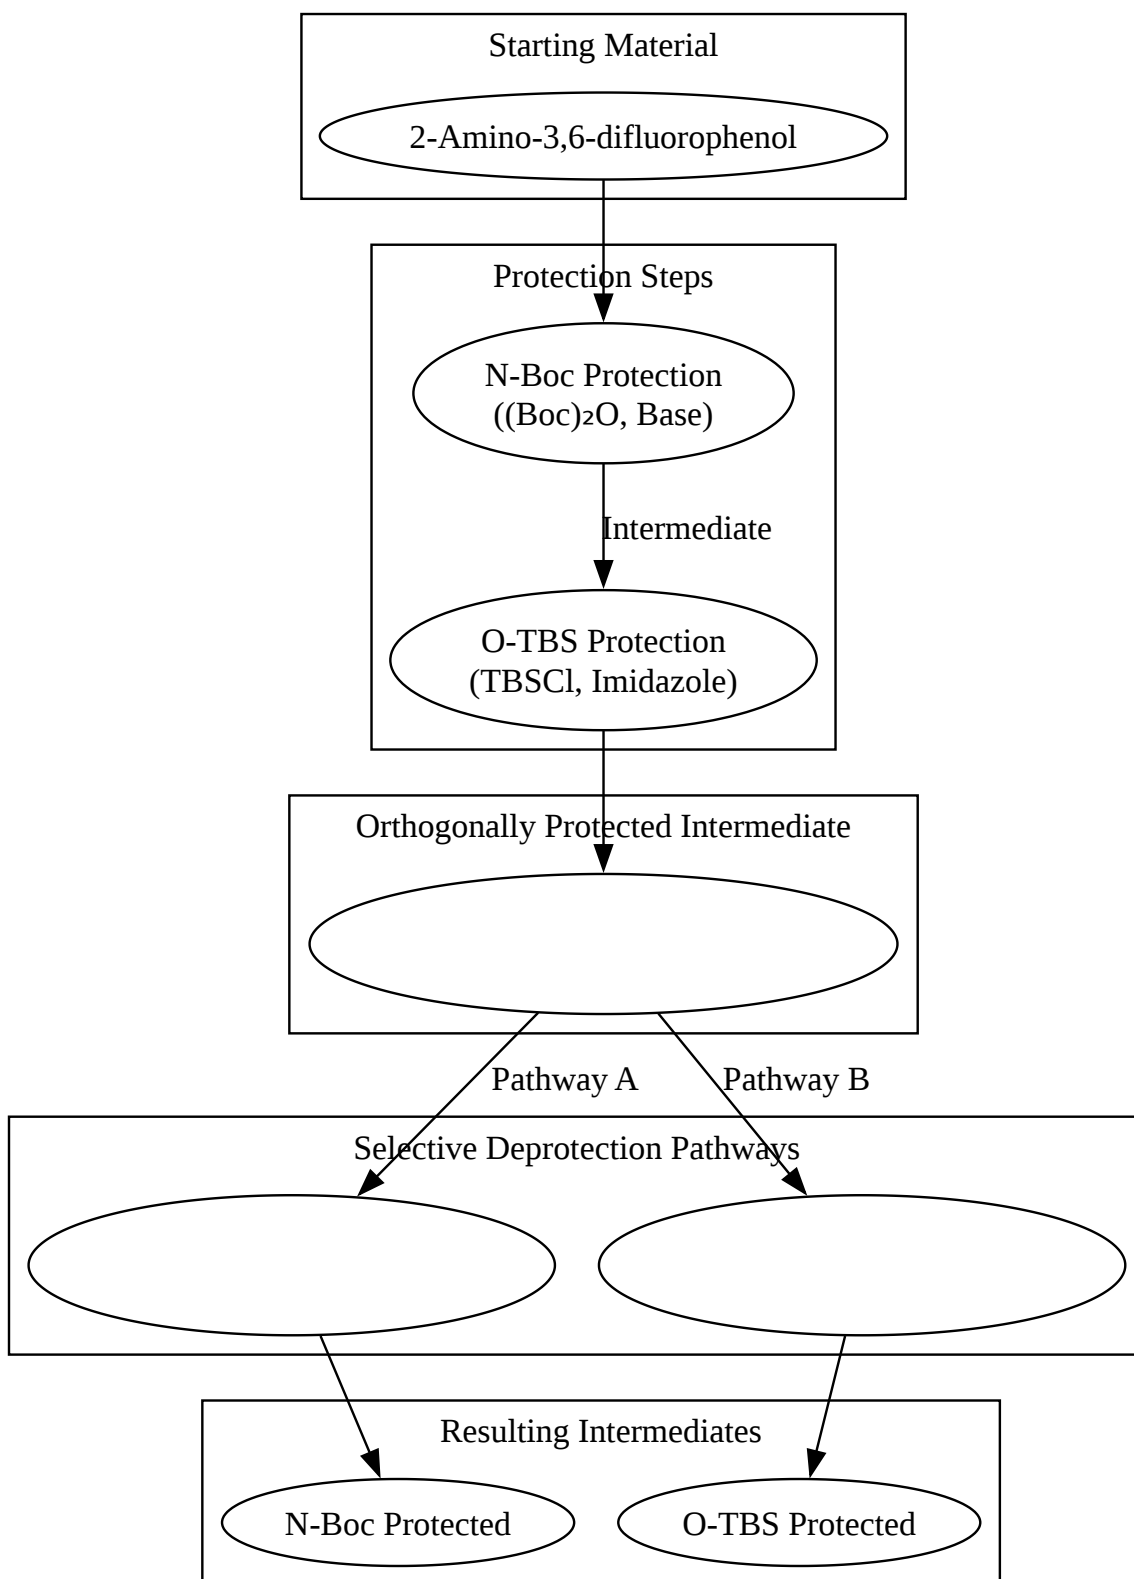 Starting Material
2-Amino-3,6-difluorophenol
Protection Steps
N-Boc Protection
((Boc)₂O, Base)
Intermediate
O-TBS Protection
(TBSCl, Imidazole)
Orthogonally Protected Intermediate
Pathway A
Pathway B
Selective Deprotection Pathways
Resulting Intermediates
N-Boc Protected
O-TBS Protected